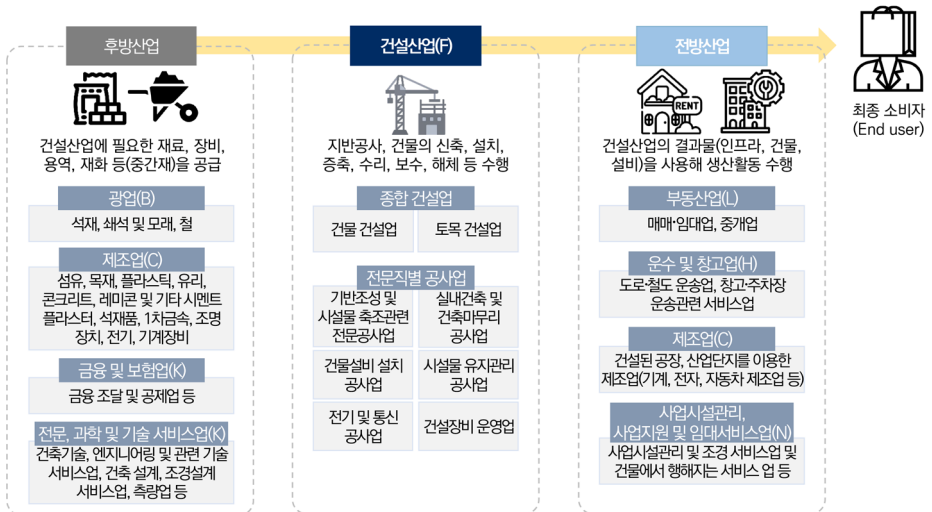 후방산업
건설산업에 필요한 재료, 장비,
용역, 재화 등(중간재)을 공급
광업(B)
석재, 쇄석 및 모래, 철
제조업(C)
섬유, 목재, 플라스틱, 유리,
콘크리트, 레미콘 및 기타 시멘트
플라스터, 석재품, 1차금속, 조명
장치, 전기, 기계장비
금융 및 보험업(K)
금융 조달 및 공제업 등
전문, 과학 및 기술 서비스업(K)
건축기술, 엔지니어링 및 관련 기술
서비스업, 건축 설계, 조경설계
서비스업, 측량업 등
건설산업(F)
지반공사, 건물의 신축, 설치,
증축, 수리, 보수, 해체 등 수행
종합 건설업
건물 건설업
토목 건설업
전문직별 공사업
기반조성 및
시설물 축조관련
전문공사업
실내건축 및
건축마무리
공사업
건물설비 설치
공사업
시설물 유지관리
공사업
전기 및 통신
공사업
건설장비 운영업
전방산업
RENT
건설산업의 결과물(인프라, 건물,
설비)을 사용해 생산활동 수행
부동산업(L)
매매·임대업, 중개업
운수 및 창고업(H)
도로·철도 운송업, 창고·주차장
운송관련 서비스업
제조업(C)
건설된 공장, 산업단지를 이용한
제조업(기계, 전자, 자동차 제조업 등)
사업시설관리,
사업지원 및 임대서비스업(N)
사업시설관리 및 조경 서비스업 및
건물에서 행해지는 서비스 업 등
최종 소비자
(End user)